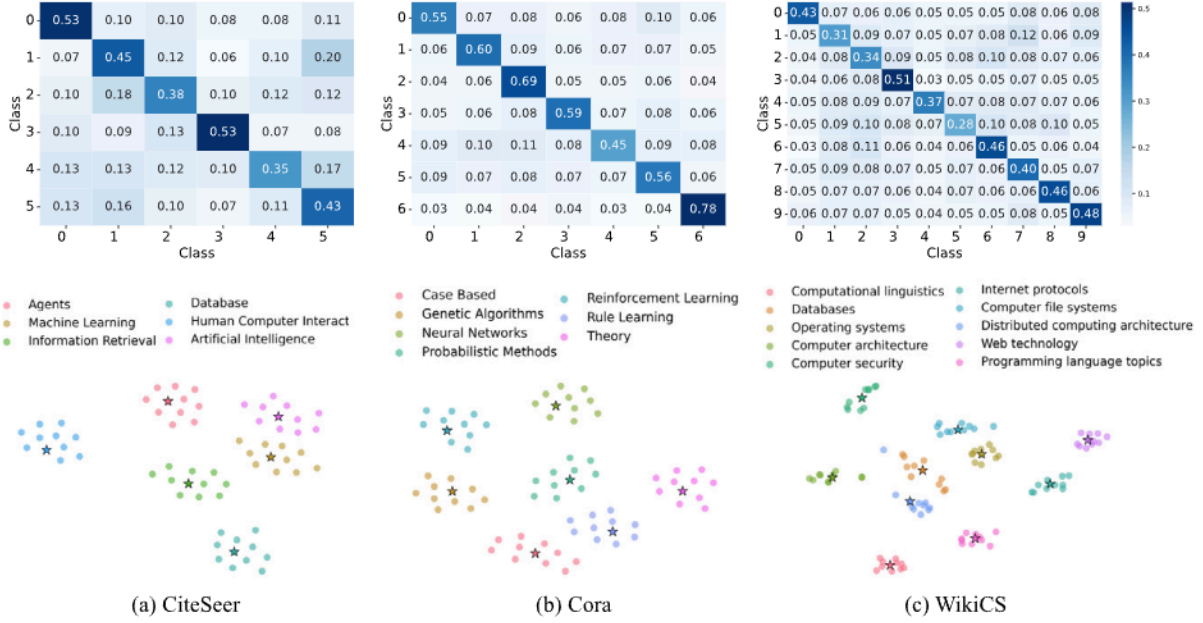 0 0.53 0.10 0.10 0.08 0.08 0.11
1 0.07 0.45 0.12 0.06 0.10 0.20
2 0.10 0.18 0.38 0.10 0.12 0.12
3 0.10 0.09 0.13 0.53 0.07 0.08
4 0.13 0.13 0.12 0.10 0.35 0.17
5 0.13 0.16 0.10 0.07 0.11 0.43
0 1 2 3 4 5
Class
Class
0 0.55 0.07 0.08 0.06 0.08 0.10 0.06
1 0.06 0.60 0.09 0.06 0.07 0.07 0.05
2 0.04 0.06 0.69 0.05 0.05 0.06 0.04
3 0.05 0.06 0.08 0.59 0.06 0.08 0.08
4 0.09 0.10 0.11 0.08 0.45 0.09 0.08
5 0.09 0.07 0.08 0.07 0.07 0.56 0.06
6 0.03 0.04 0.04 0.03 0.04 0.03 0.78
0 1 2 3 4 5 6
Class
Class
0 0.43 0.07 0.06 0.05 0.05 0.05 0.06 0.08 0.06 0.08
1 0.05 0.31 0.09 0.06 0.07 0.08 0.07 0.12 0.06 0.09
2 0.04 0.08 0.34 0.09 0.05 0.08 0.10 0.08 0.07 0.06
3 0.04 0.06 0.08 0.51 0.03 0.05 0.05 0.07 0.05 0.05
4 0.05 0.08 0.09 0.07 0.37 0.07 0.08 0.07 0.07 0.06
5 0.05 0.09 0.10 0.08 0.07 0.28 0.10 0.08 0.10 0.05
6 0.03 0.08 0.11 0.06 0.04 0.06 0.46 0.06 0.06 0.04
7 0.05 0.09 0.06 0.06 0.04 0.05 0.06 0.40 0.05 0.07
8 0.05 0.07 0.07 0.06 0.04 0.07 0.06 0.06 0.46 0.06
9 0.06 0.07 0.07 0.05 0.04 0.05 0.05 0.08 0.05 0.48
0 1 2 3 4 5 6 7 8 9
Class
Class
0.5
0.4
0.3
0.2
0.1
Agents
Machine Learning
Information Retrieval
Database
Human Computer Interact
Artificial Intelligence
Case Based
Genetic Algorithms
Neural Networks
Probabilistic Methods
Reinforcement Learning
Rule Learning
Theory
Computational linguistics
Databases
Operating systems
Computer architecture
Computer security
Internet protocols
Computer file systems
Distributed computing architecture
Web technology
Programming language topics
(a) CiteSeer
(b) Cora
(c) WikiCS